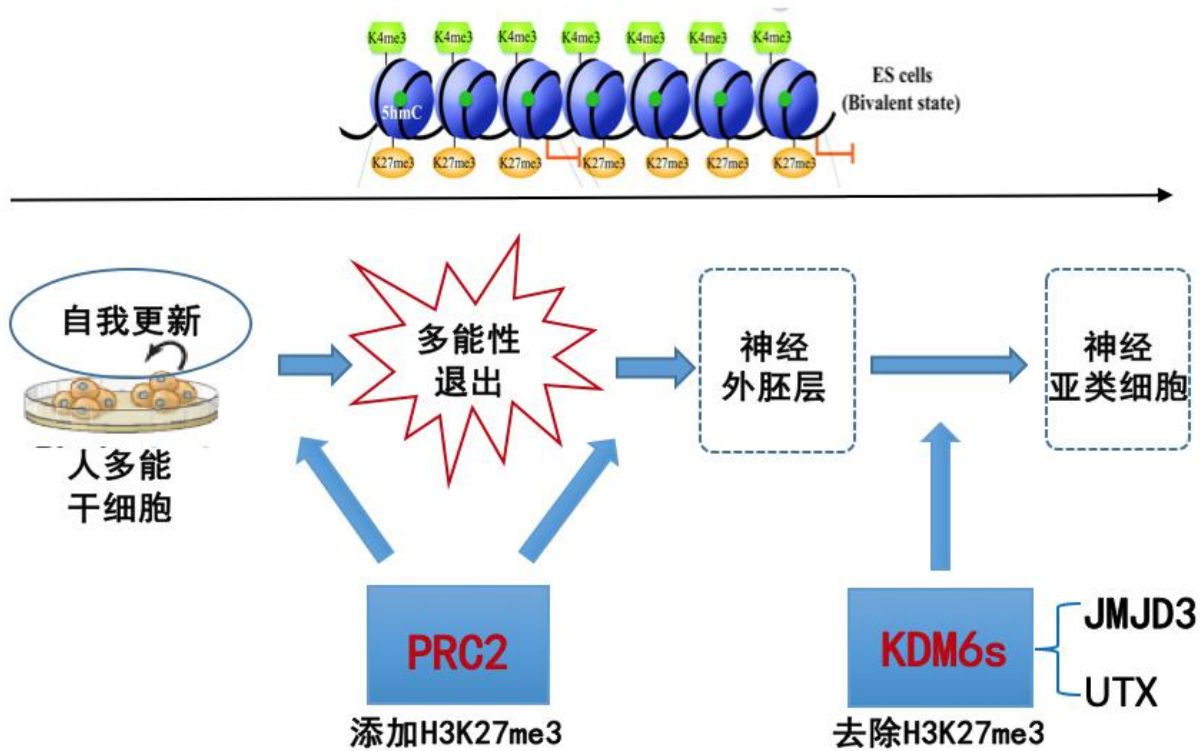 K4me3 K4me3 K4me3 K4me3 K4me3 K4me3 K4me3
ES cells
(Bivalent state)
5hmC
K27me3 K27me3 K27me3 K27me3 K27me3 K27me3 K27me3
自我更新
多能性
退出
神经
外胚层
神经
亚类细胞
人多能
干细胞
PRC2
添加H3K27me3
KDM6s
去除H3K27me3
JMJD3
UTX